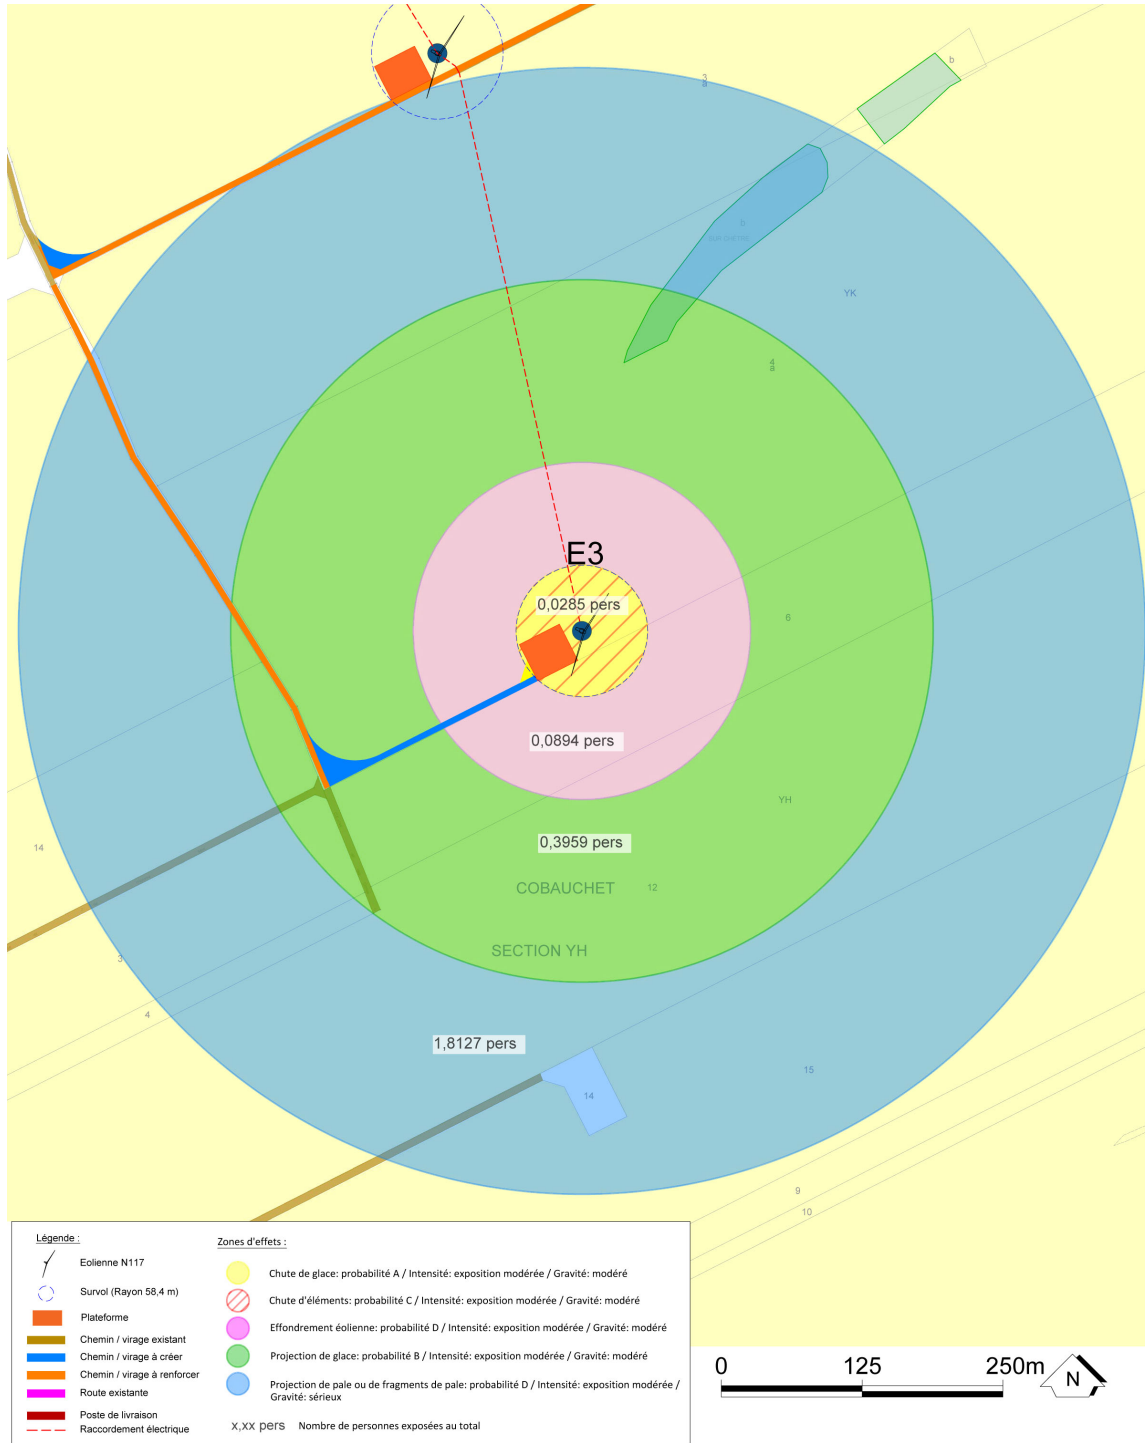 3
a
b
b
YK
4
a
E3
0,0285 pers
6
0,0894 pers
YH
0,3959 pers
14
COBAUCHET
12
SECTION YH
3
4
1,8127 pers
15
14
9
10
Légende :
Eolienne N117
Survol (Rayon 58,4 m)
Plateforme
Chemin / virage existant
Chemin / virage à créer
Chemin / virage à renforcer
Route existante
Poste de livraison
Raccordement électrique
Zones d'effets :
Chute de glace: probabilité A / Intensité: exposition modérée / Gravité: modéré
Chute d'éléments: probabilité C / Intensité: exposition modérée / Gravité: modéré
Effondrement éolienne: probabilité D / Intensité: exposition modérée / Gravité: modéré
Projection de glace: probabilité B / Intensité: exposition modérée / Gravité: modéré
Projection de pale ou de fragments de pale: probabilité D / Intensité: exposition modérée /
Gravité: sérieux
x,xx pers Nombre de personnes exposées au total
0 125 250m
N